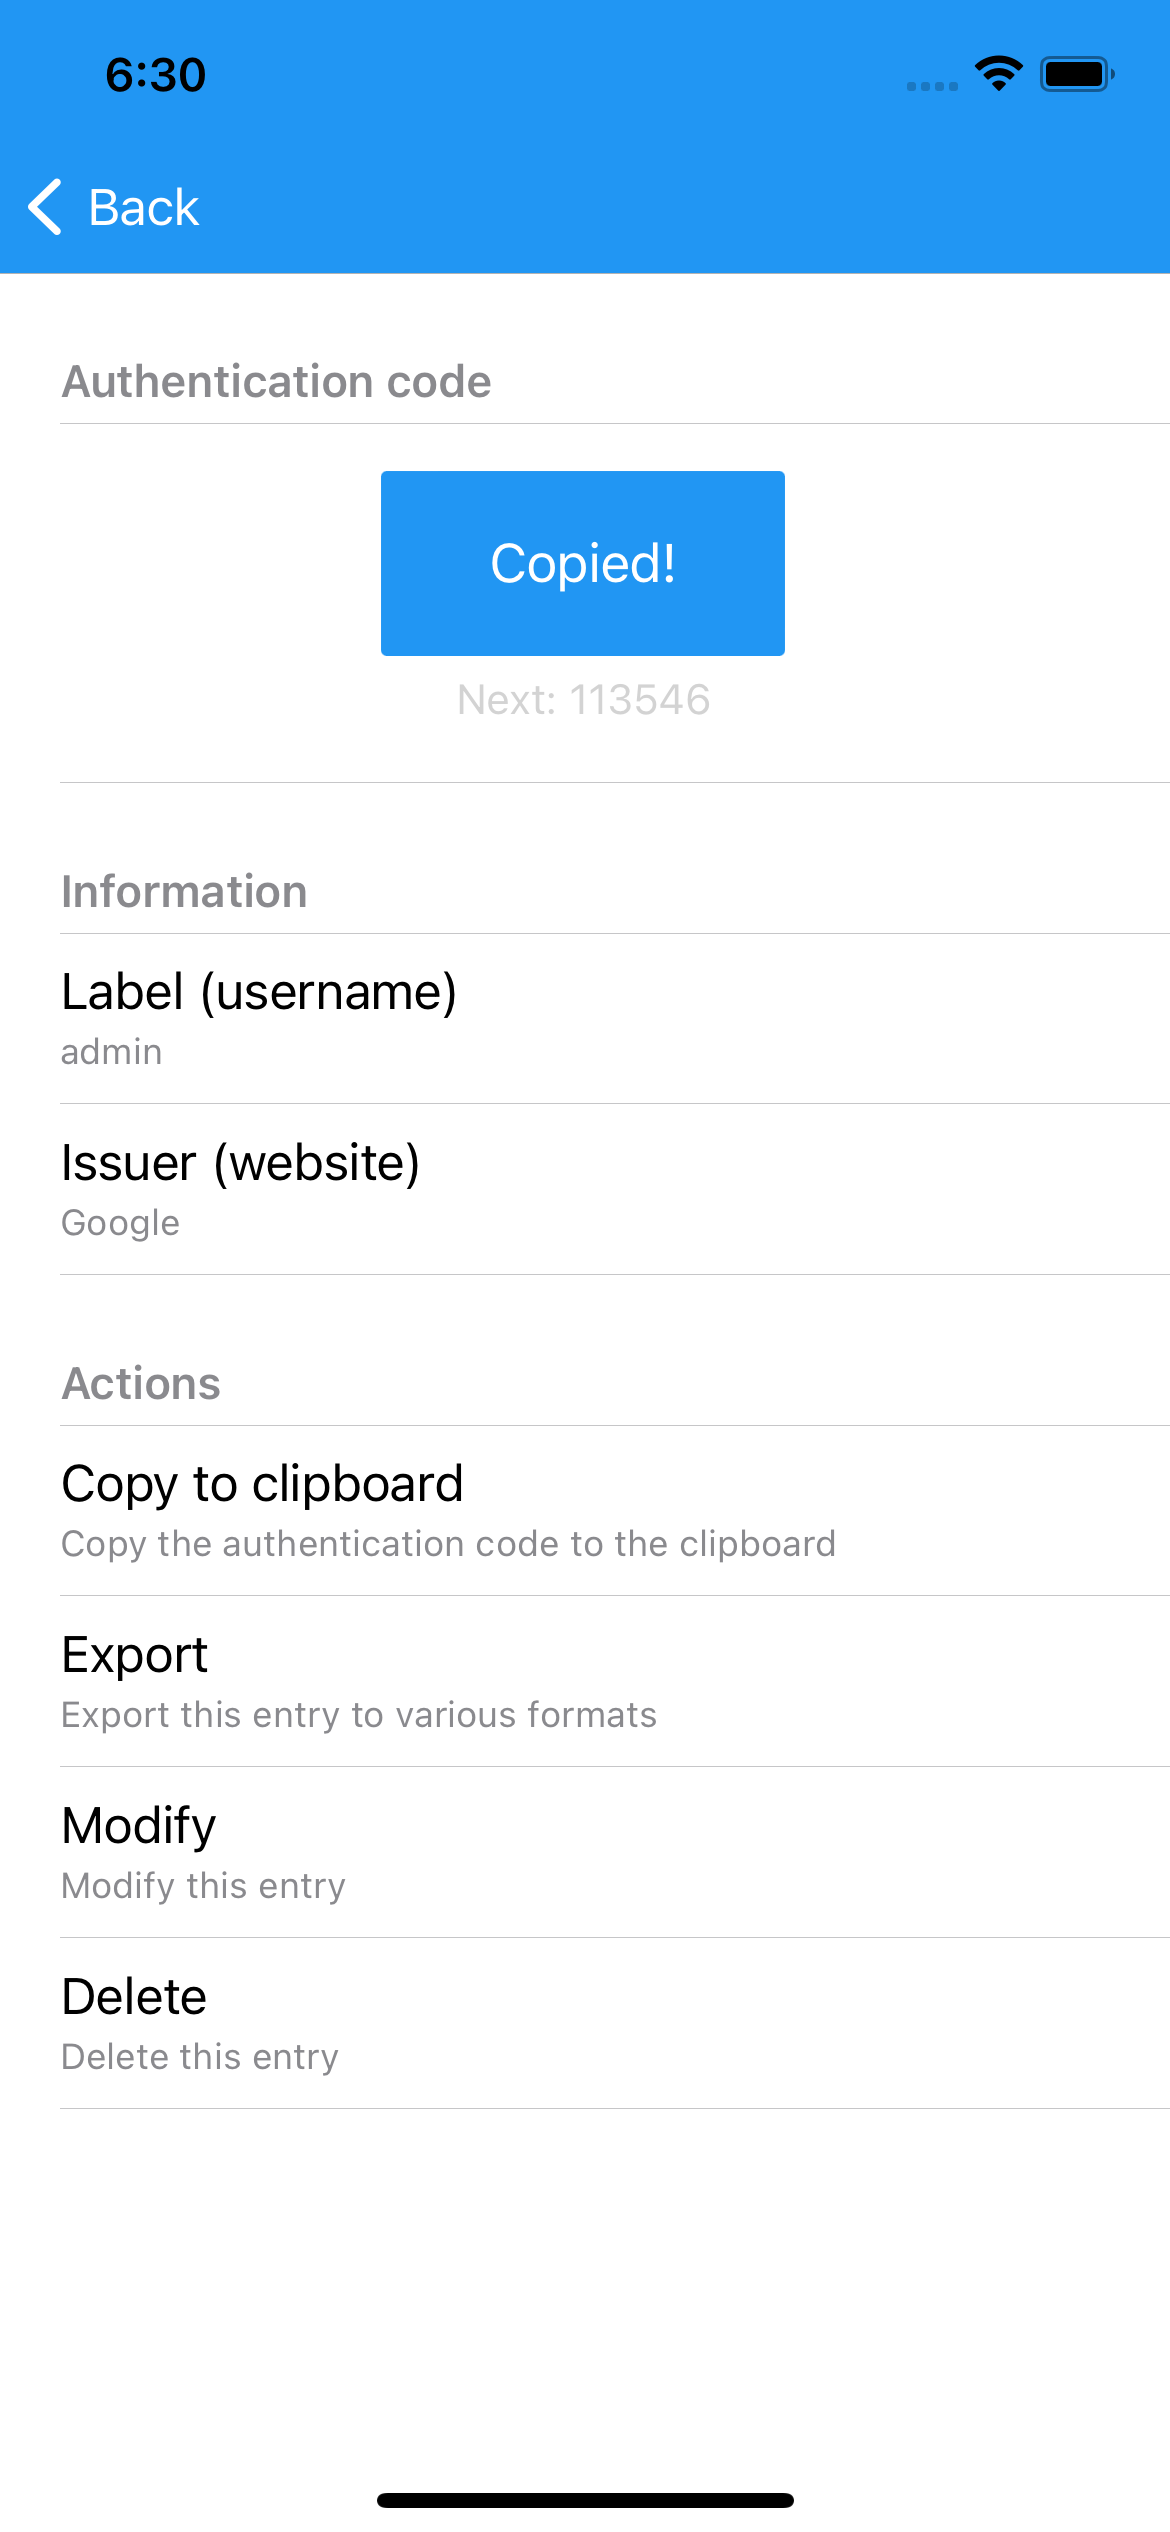 6:30
Back
Authentication code
Copied!
Next: 113546
Information
Label (username)
admin
Issuer (website)
Google
Actions
Copy to clipboard
Copy the authentication code to the clipboard
Export
Export this entry to various formats
Modify
Modify this entry
Delete
Delete this entry